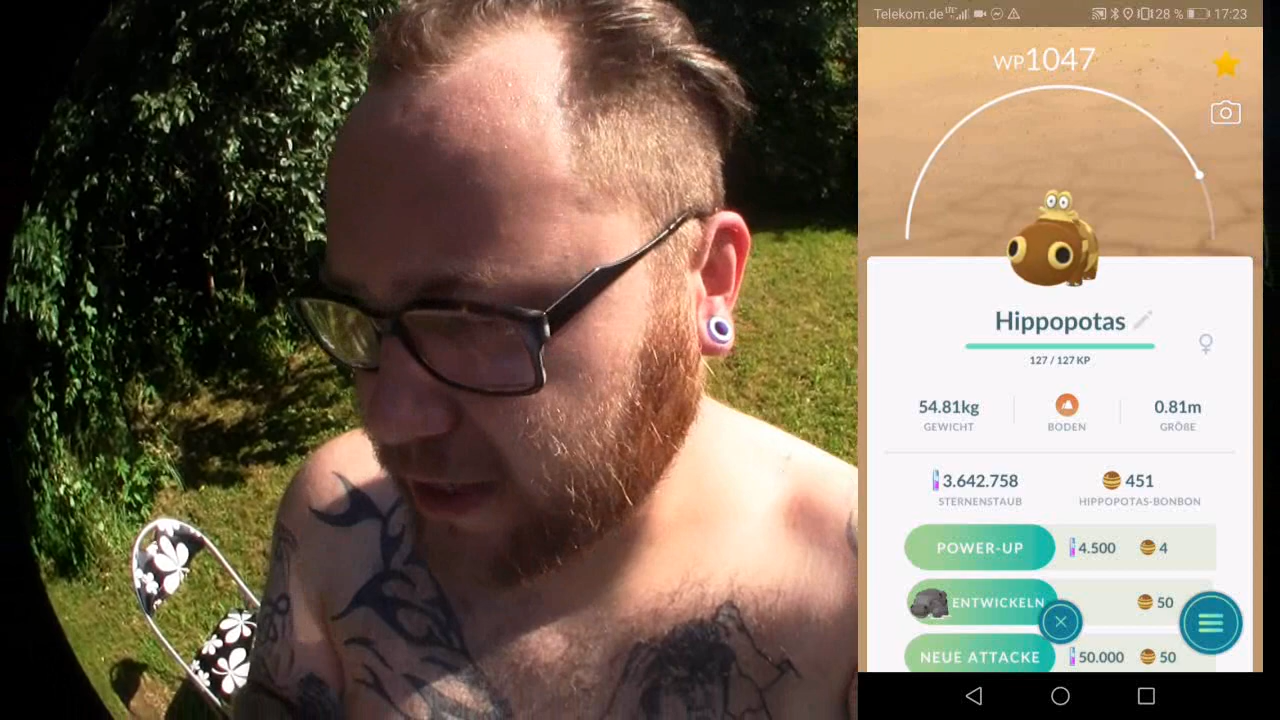 Telekom.de LTE 28 % 17:23
WP1047
Hippopotas
127 / 127 KP
54.81kg
GEWICHT
BODEN
0.81m
GRÖßE
3.642.758
STERNENSTAUB
451
HIPPOPOTAS-BONBON
POWER-UP 4.500 4
ENTWICKELN 50
NEUE ATTACKE 50.000 50